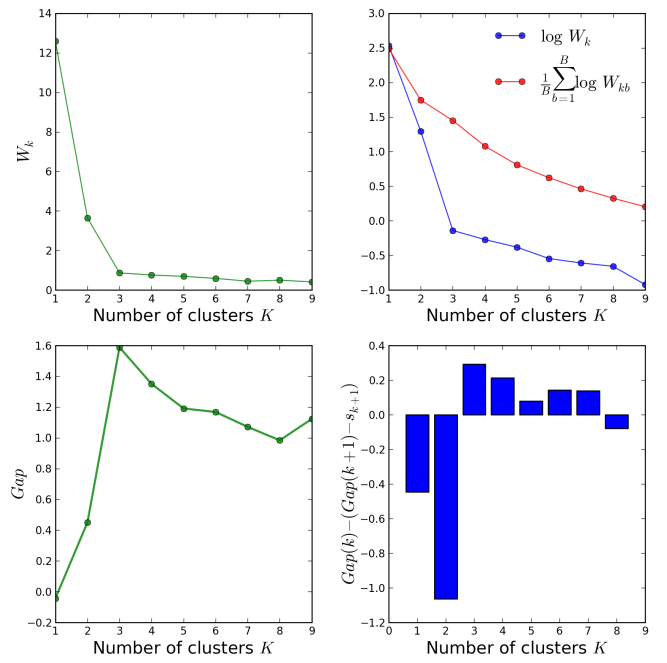 14
12
10
8
6
4
2
0
W_k
1 2 3 4 5 6 7 8 9
Number of clusters K
3.0
2.5
2.0
1.5
1.0
0.5
0.0
−0.5
−1.0
log W_k
1/B ∑_{b=1}^{B} log W_{kb}
1 2 3 4 5 6 7 8 9
Number of clusters K
1.6
1.4
1.2
1.0
0.8
0.6
0.4
0.2
0.0
−0.2
Gap
1 2 3 4 5 6 7 8 9
Number of clusters K
0.4
0.2
0.0
−0.2
−0.4
−0.6
−0.8
−1.0
−1.2
Gap(k)−(Gap(k+1)−s_{k+1})
0 1 2 3 4 5 6 7 8 9
Number of clusters K